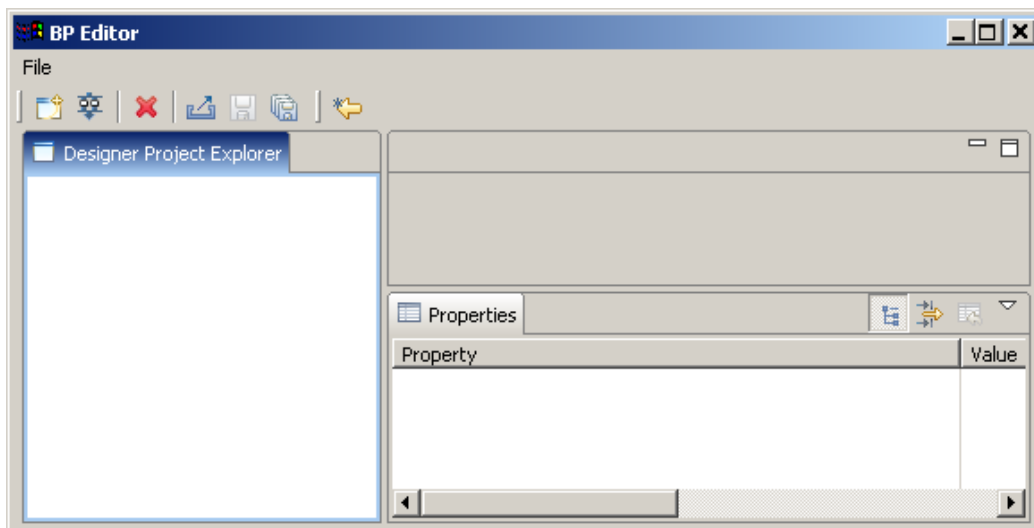 BP Editor
File
Designer Project Explorer
Properties
Property Value